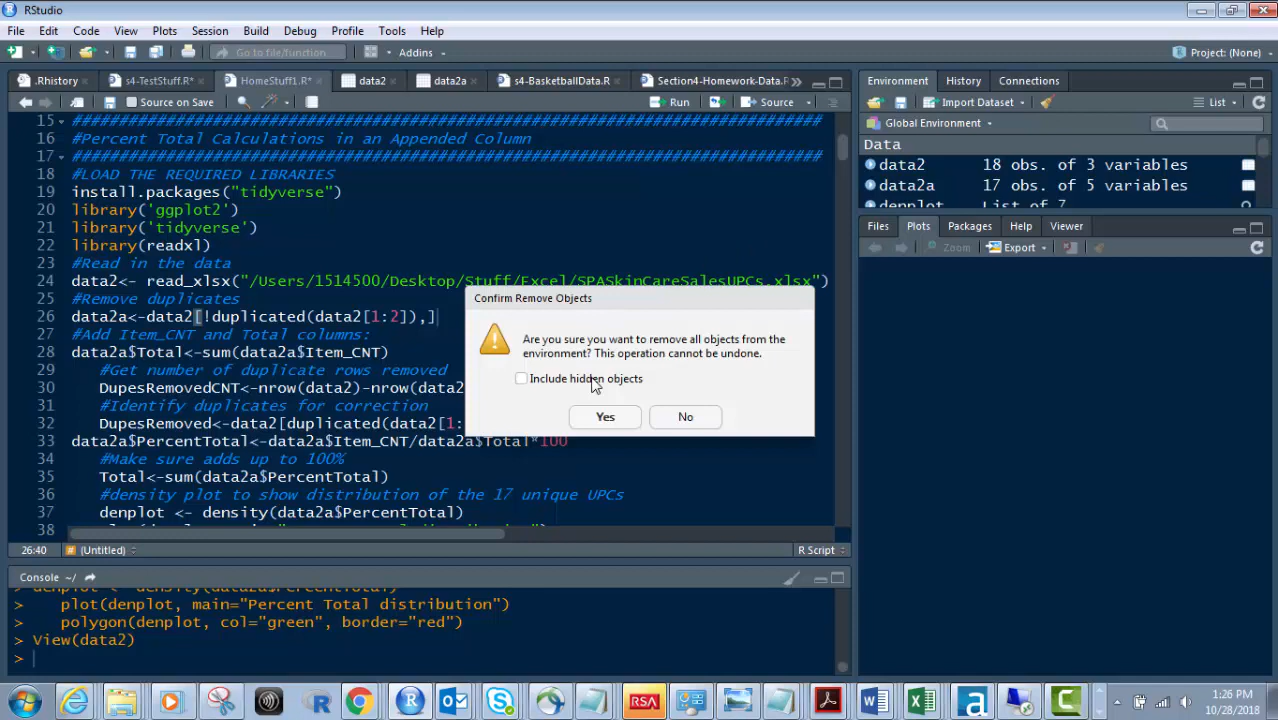 RStudio
File Edit Code View Plots Session Build Debug Profile Tools Help
Go to file/function Addins Project: (None)
.Rhistory s4-TestStuff.R* HomeStuff1.R* data2 data2a s4-BasketballData.R Section4-Homework-Data.R
Source on Save Run Source
15 ################################################################################
16 #Percent Total Calculations in an Appended Column
17 ################################################################################
18 #LOAD THE REQUIRED LIBRARIES
19 install.packages("tidyverse")
20 library('ggplot2')
21 library('tidyverse')
22 library(readxl)
23 #Read in the data
24 data2<- read_xlsx("/Users/1514500/Desktop/Stuff/Excel/SPASkinCareSalesUPCs.xlsx")
25 #Remove duplicates
26 data2a<-data2[!duplicated(data2[1:2]),]
27 #Add Item_CNT and Total columns:
28 data2a$Total<-sum(data2a$Item_CNT)
29 #Get number of duplicate rows removed
30 DupesRemovedCNT<-nrow(data2)-nrow(data2
31 #Identify duplicates for correction
32 DupesRemoved<-data2[duplicated(data2[1:
33 data2a$PercentTotal<-data2a$Item_CNT/data2a$Total*100
34 #Make sure adds up to 100%
35 Total<-sum(data2a$PercentTotal)
36 #density plot to show distribution of the 17 unique UPCs
37 denplot <- density(data2a$PercentTotal)
38
26:40 (Untitled) R Script
Confirm Remove Objects
Are you sure you want to remove all objects from the
environment? This operation cannot be undone.
Include hidden objects
Yes No
Console ~/
> denplot <- density(data2a$PercentTotal)
> plot(denplot, main="Percent Total distribution")
> polygon(denplot, col="green", border="red")
> View(data2)
>
Environment History Connections
Import Dataset List
Global Environment
Data
data2 18 obs. of 3 variables
data2a 17 obs. of 5 variables
denplot List of 7
Files Plots Packages Help Viewer
Zoom Export
RSA
1:26 PM
10/28/2018